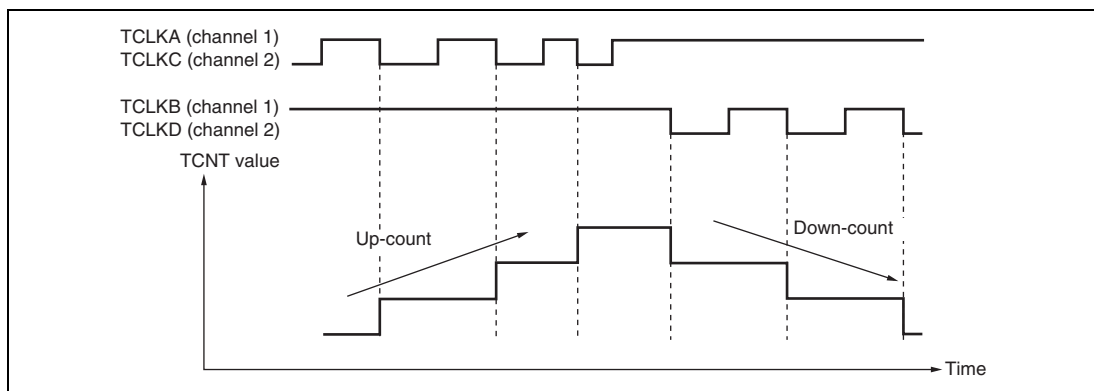 TCLKA (channel 1)
TCLKC (channel 2)
TCLKB (channel 1)
TCLKD (channel 2)
TCNT value
Up-count
Down-count
Time